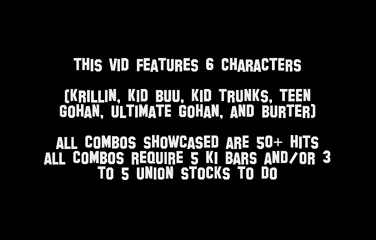 THIS VID FEATURES 6 CHARACTERS
(KRILLIN, KID BUU, KID TRUNKS, TEEN
GOHAN, ULTIMATE GOHAN, AND BURTER)
ALL COMBOS SHOWCASED ARE 50+ HITS
ALL COMBOS REQUIRE 5 KI BARS AND/OR 3
TO 5 UNION STOCKS TO DO